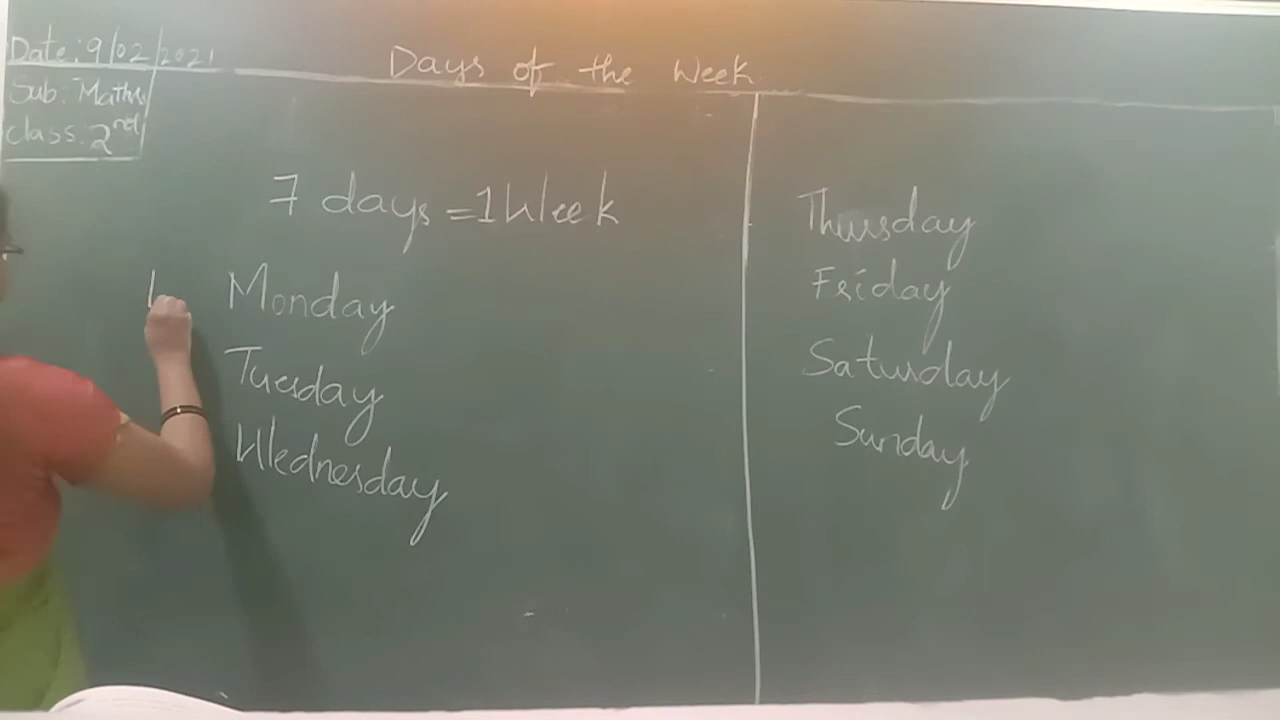 Date: 9/02/2021
Sub: Maths
Class: 2nd
Days of the Week
7 days = 1 Week
1 Monday
Tuesday
Wednesday
Thursday
Friday
Saturday
Sunday